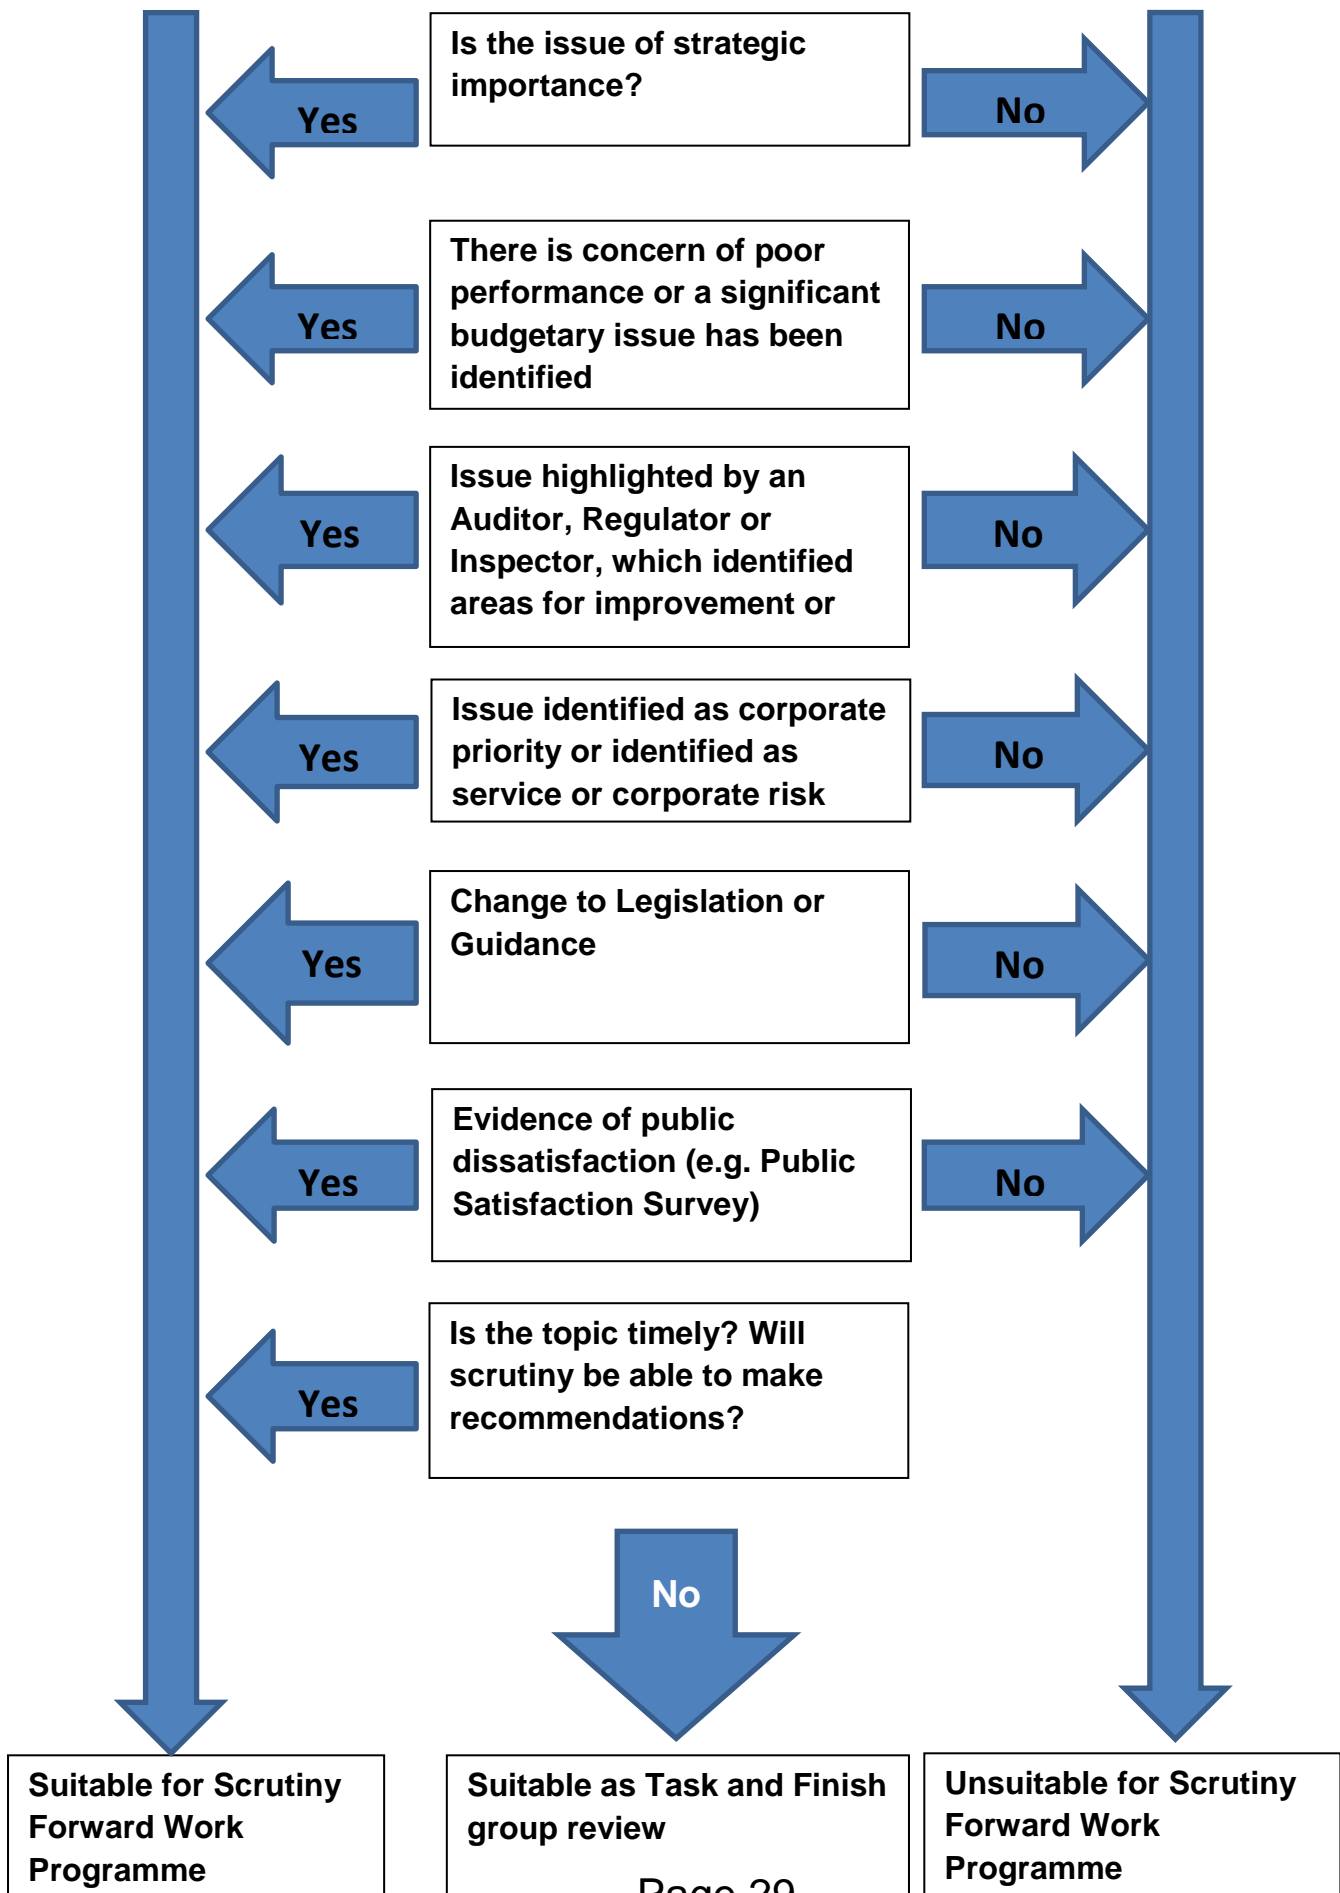 Is the issue of strategic
importance?
Yes
No
There is concern of poor
performance or a significant
budgetary issue has been
identified
Yes
No
Issue highlighted by an
Auditor, Regulator or
Inspector, which identified
areas for improvement or
Yes
No
Issue identified as corporate
priority or identified as
service or corporate risk
Yes
No
Change to Legislation or
Guidance
Yes
No
Evidence of public
dissatisfaction (e.g. Public
Satisfaction Survey)
Yes
No
Is the topic timely? Will
scrutiny be able to make
recommendations?
Yes
No
Suitable for Scrutiny
Forward Work
Programme
Suitable as Task and Finish
group review
Unsuitable for Scrutiny
Forward Work
Programme
Page 29